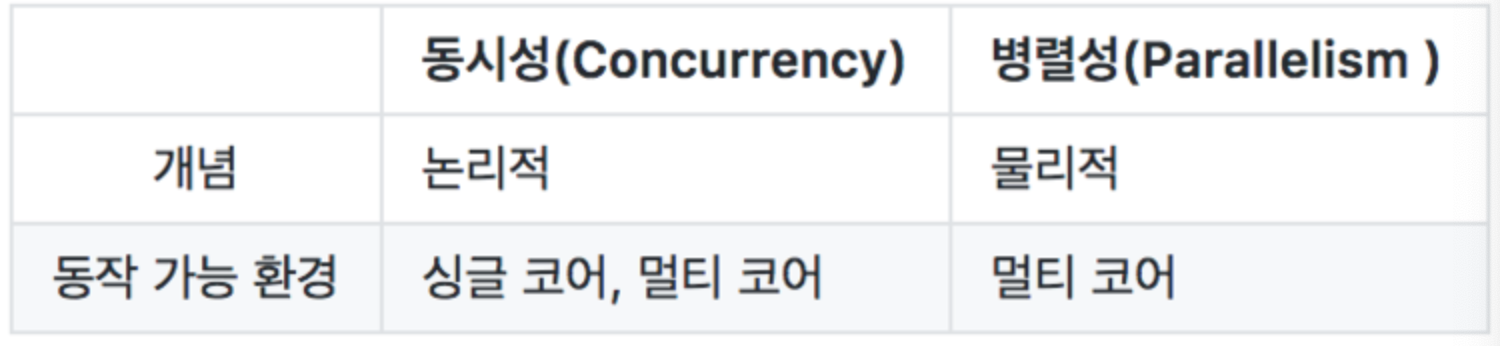 동시성(Concurrency) 병렬성(Parallelism )
개념 논리적 물리적
동작 가능 환경 싱글 코어, 멀티 코어 멀티 코어